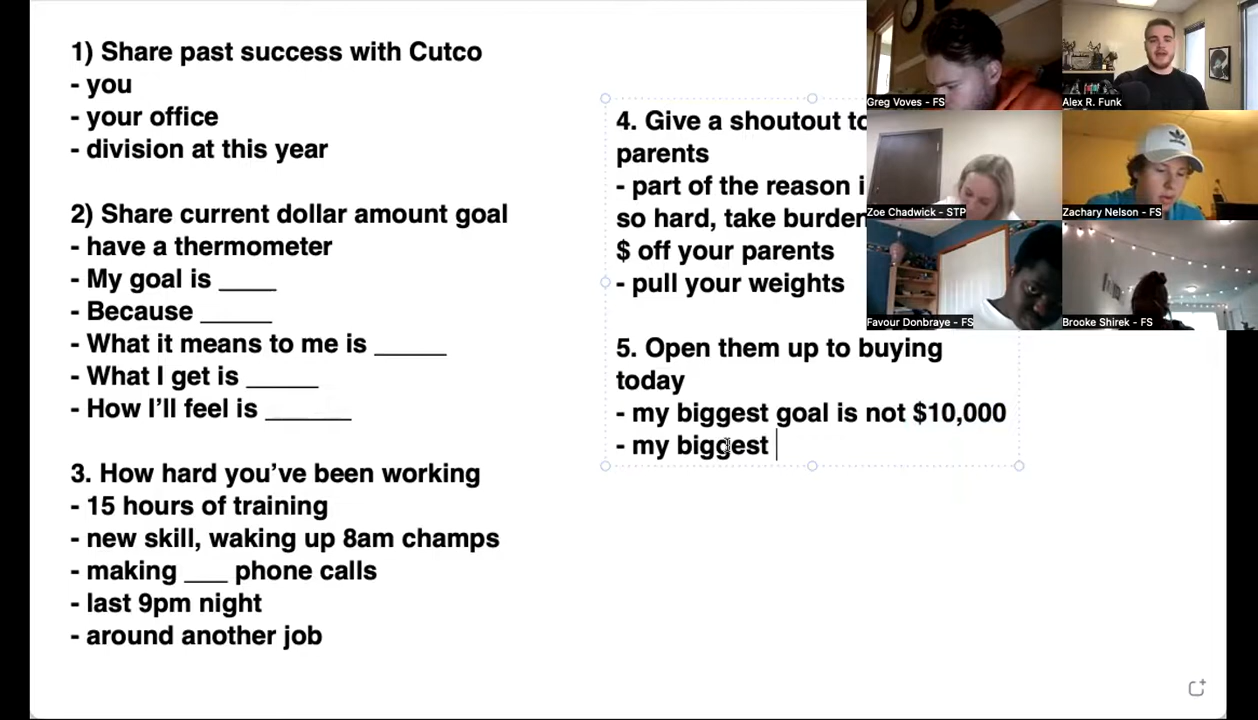 1) Share past success with Cutco
- you
- your office
- division at this year
2) Share current dollar amount goal
- have a thermometer
- My goal is ____
- Because _____
- What it means to me is _____
- What I get is _____
- How I’ll feel is ______
3. How hard you’ve been working
- 15 hours of training
- new skill, waking up 8am champs
- making ___ phone calls
- last 9pm night
- around another job
4. Give a shoutout to
parents
- part of the reason i
so hard, take burden
$ off your parents
- pull your weights
5. Open them up to buying
today
- my biggest goal is not $10,000
- my biggest
Greg Voves - FS
Alex R. Funk
Zoe Chadwick - STP
Zachary Nelson - FS
Favour Donbraye - FS
Brooke Shirek - FS